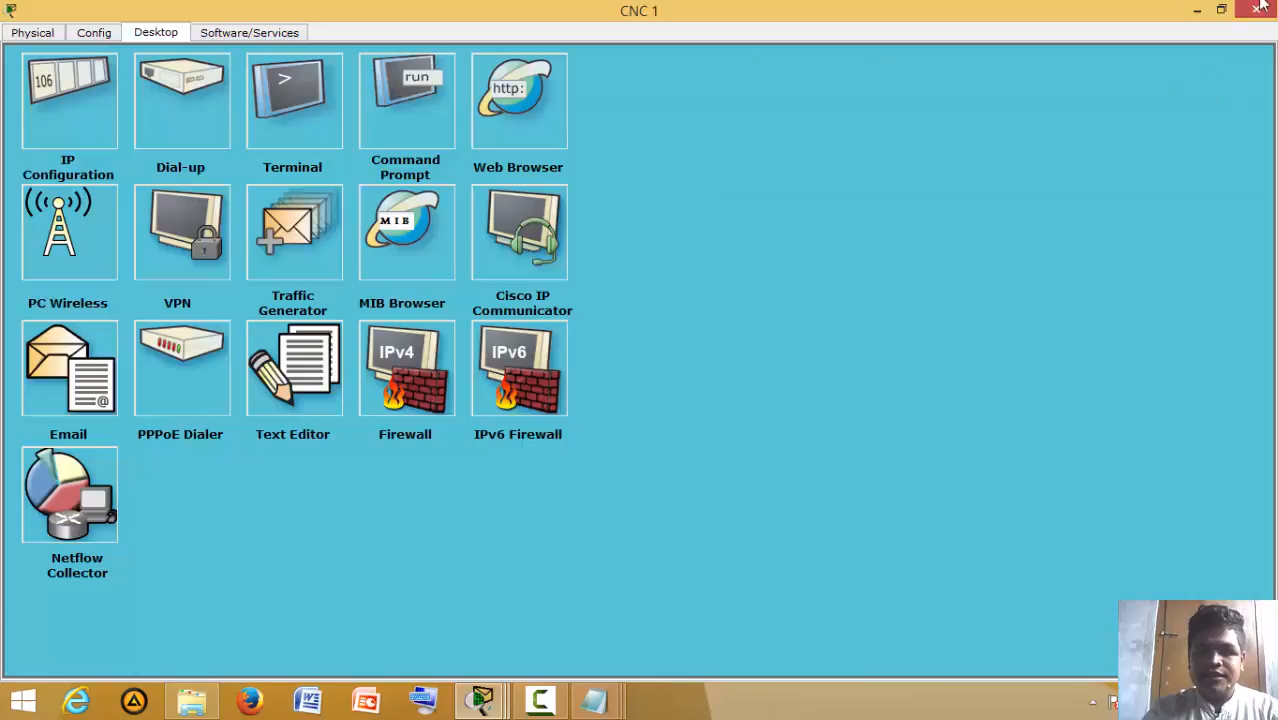 CNC 1
Physical Config Desktop Software/Services
106 > run http:
IP Configuration Dial-up Terminal Command Prompt Web Browser
MIB
PC Wireless VPN Traffic Generator MIB Browser Cisco IP Communicator
@ IPv4 IPv6
Email PPPoE Dialer Text Editor Firewall IPv6 Firewall
Netflow Collector